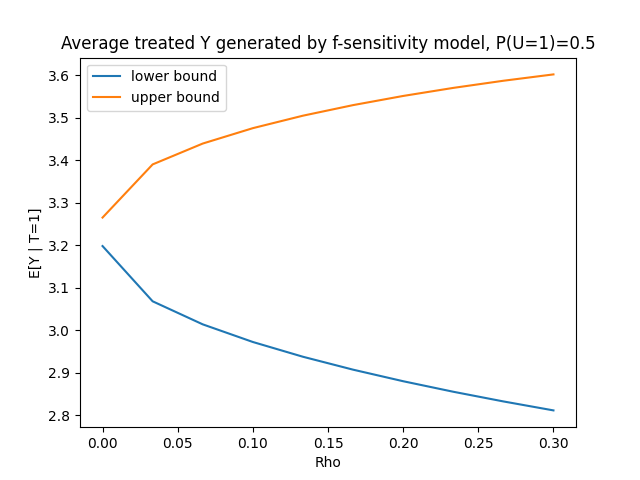 Average treated Y generated by f-sensitivity model, P(U=1)=0.5
lower bound
upper bound
E[Y | T=1]
3.6
3.5
3.4
3.3
3.2
3.1
3.0
2.9
2.8
0.00 0.05 0.10 0.15 0.20 0.25 0.30
Rho